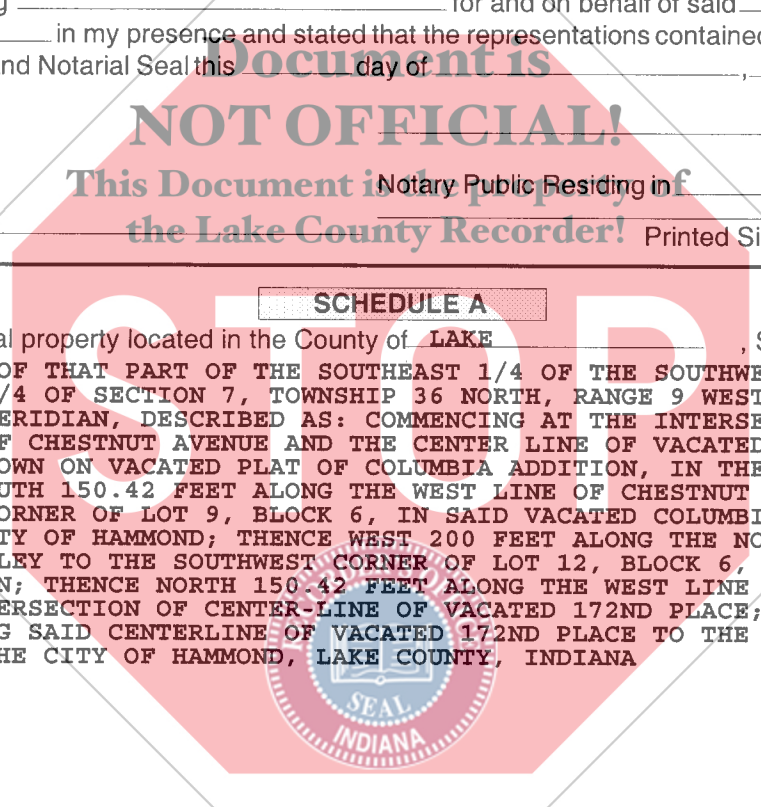 for and on behalf of said
in my presence and stated that the representations contained
nd Notarial Seal this day of ,
Document is
NOT OFFICIAL!
This Document is the property of
the Lake County Recorder!
Notary Public Residing in
Printed Si
STOP
SCHEDULE A
al property located in the County of LAKE , S
OF THAT PART OF THE SOUTHEAST 1/4 OF THE SOUTHWE
/4 OF SECTION 7, TOWNSHIP 36 NORTH, RANGE 9 WEST
ERIDIAN, DESCRIBED AS: COMMENCING AT THE INTERSE
F CHESTNUT AVENUE AND THE CENTER LINE OF VACATED
OWN ON VACATED PLAT OF COLUMBIA ADDITION, IN THE
UTH 150.42 FEET ALONG THE WEST LINE OF CHESTNUT
ORNER OF LOT 9, BLOCK 6, IN SAID VACATED COLUMBI
TY OF HAMMOND; THENCE WEST 200 FEET ALONG THE NO
LEY TO THE SOUTHWEST CORNER OF LOT 12, BLOCK 6,
N; THENCE NORTH 150.42 FEET ALONG THE WEST LINE
ERSECTION OF CENTER-LINE OF VACATED 172ND PLACE;
G SAID CENTERLINE OF VACATED 172ND PLACE TO THE
HE CITY OF HAMMOND, LAKE COUNTY, INDIANA
RECORDER'S OFFICE
SEAL
INDIANA